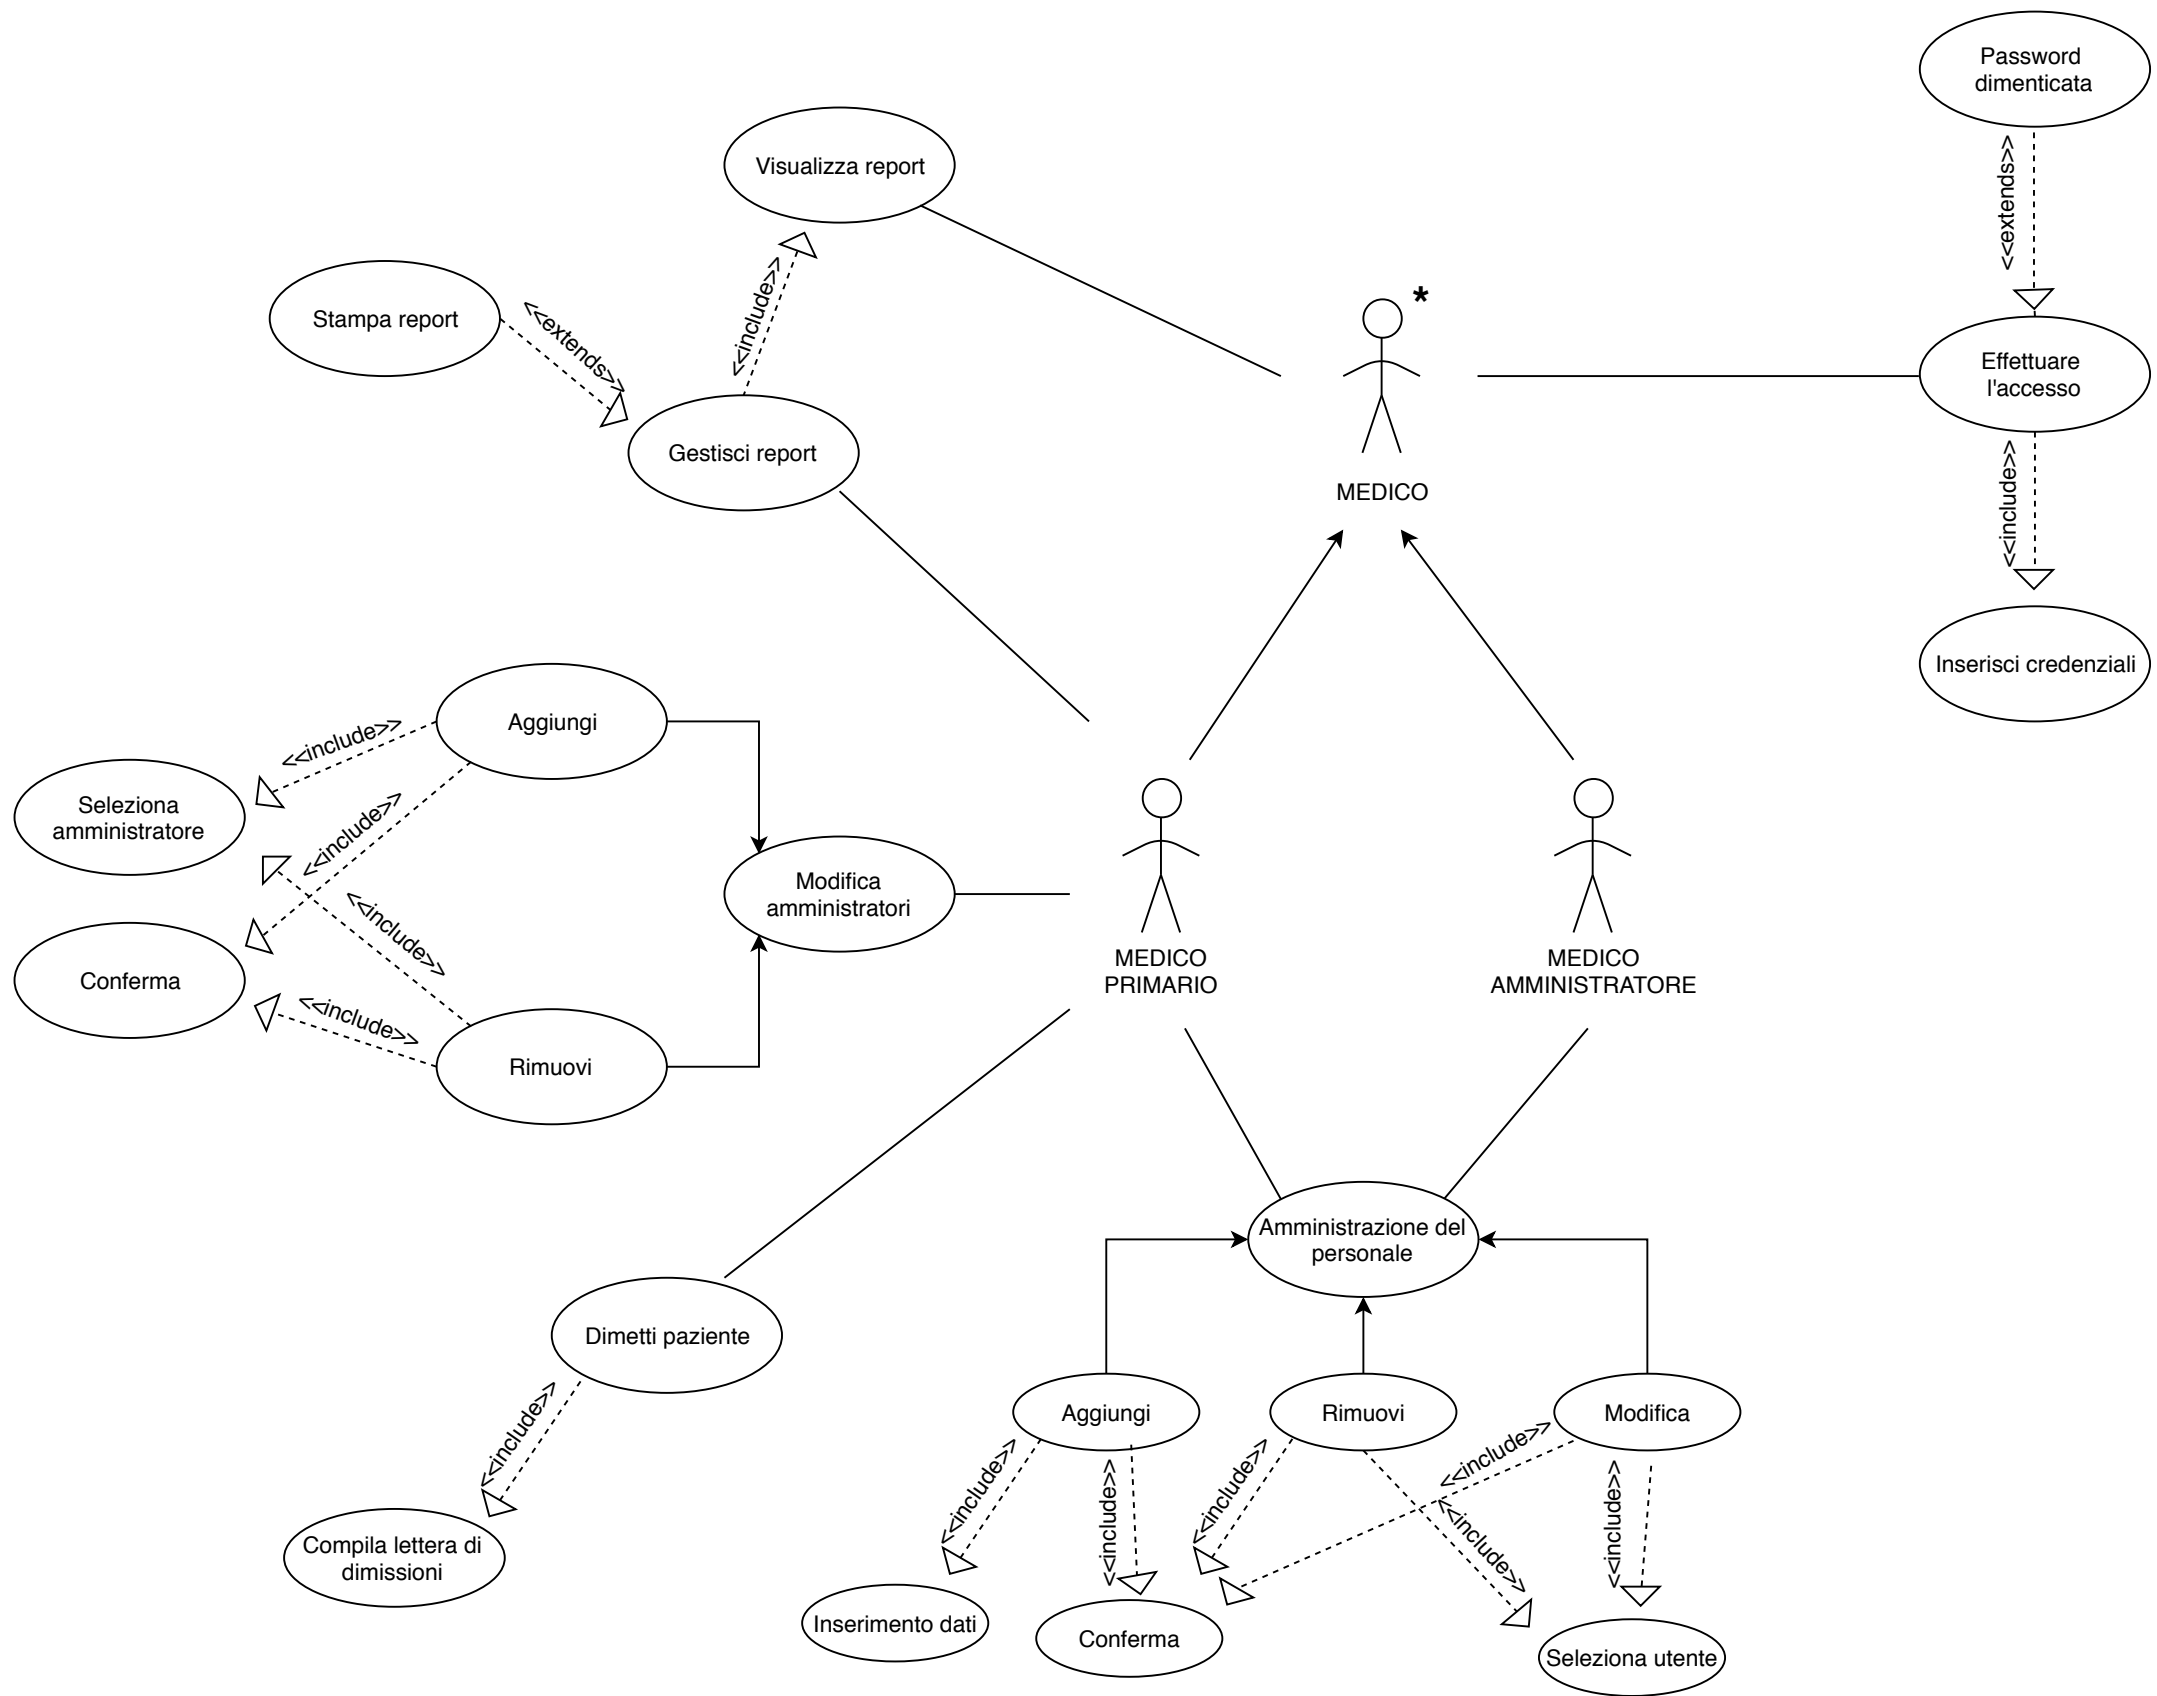 Password
dimenticata
<<extends>>
Visualizza report
<<include>>
Stampa report
<<extends>>
*
Effettuare
l'accesso
Gestisci report
MEDICO
<<include>>
Inserisci credenziali
Aggiungi
<<include>>
Seleziona
amministratore
<<include>>
Modifica
amministratori
<<include>>
Conferma
<<include>>
Rimuovi
MEDICO
PRIMARIO
MEDICO
AMMINISTRATORE
Amministrazione del
personale
Dimetti paziente
<<include>>
Compila lettera di
dimissioni
Aggiungi
Rimuovi
Modifica
<<include>>
<<include>>
<<include>>
<<include>>
<<include>>
<<include>>
Inserimento dati
Conferma
Seleziona utente